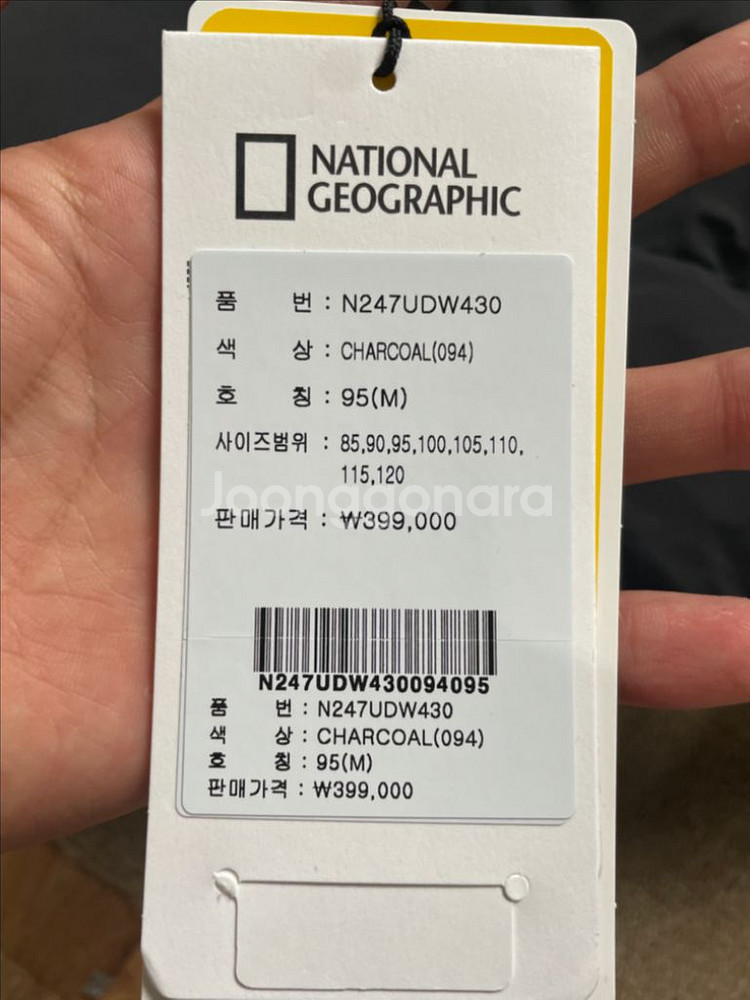 NATIONAL
GEOGRAPHIC
품 번 : N247UDW430
색 상 : CHARCOAL(094)
호 칭 : 95(M)
사이즈범위 : 85,90,95,100,105,110,
115,120
Joonggonara
판매가격 : ₩399,000
N247UDW430094095
품 번 : N247UDW430
색 상 : CHARCOAL(094)
호 칭 : 95(M)
판매가격 : ₩399,000